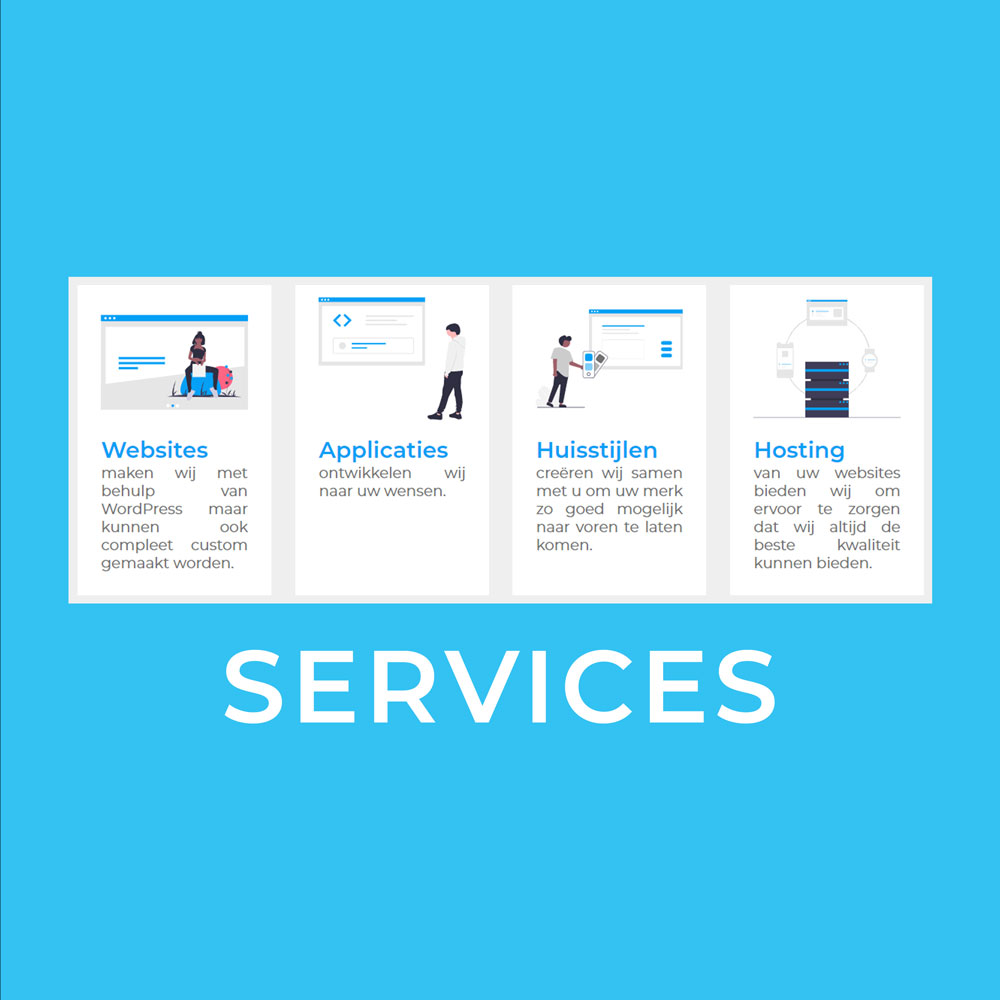 Websites
maken wij met
behulp van
WordPress maar
kunnen ook
compleet custom
gemaakt worden.
Applicaties
ontwikkelen wij
naar uw wensen.
Huisstijlen
creëren wij samen
met u om uw merk
zo goed mogelijk
naar voren te laten
komen.
Hosting
van uw websites
bieden wij om
ervoor te zorgen
dat wij altijd de
beste kwaliteit
kunnen bieden.
SERVICES